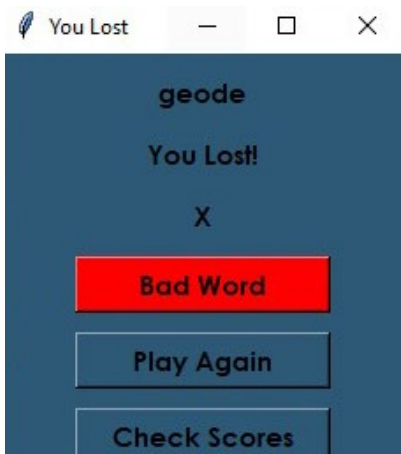 You Lost
geode
You Lost!
X
Bad Word
Play Again
Check Scores